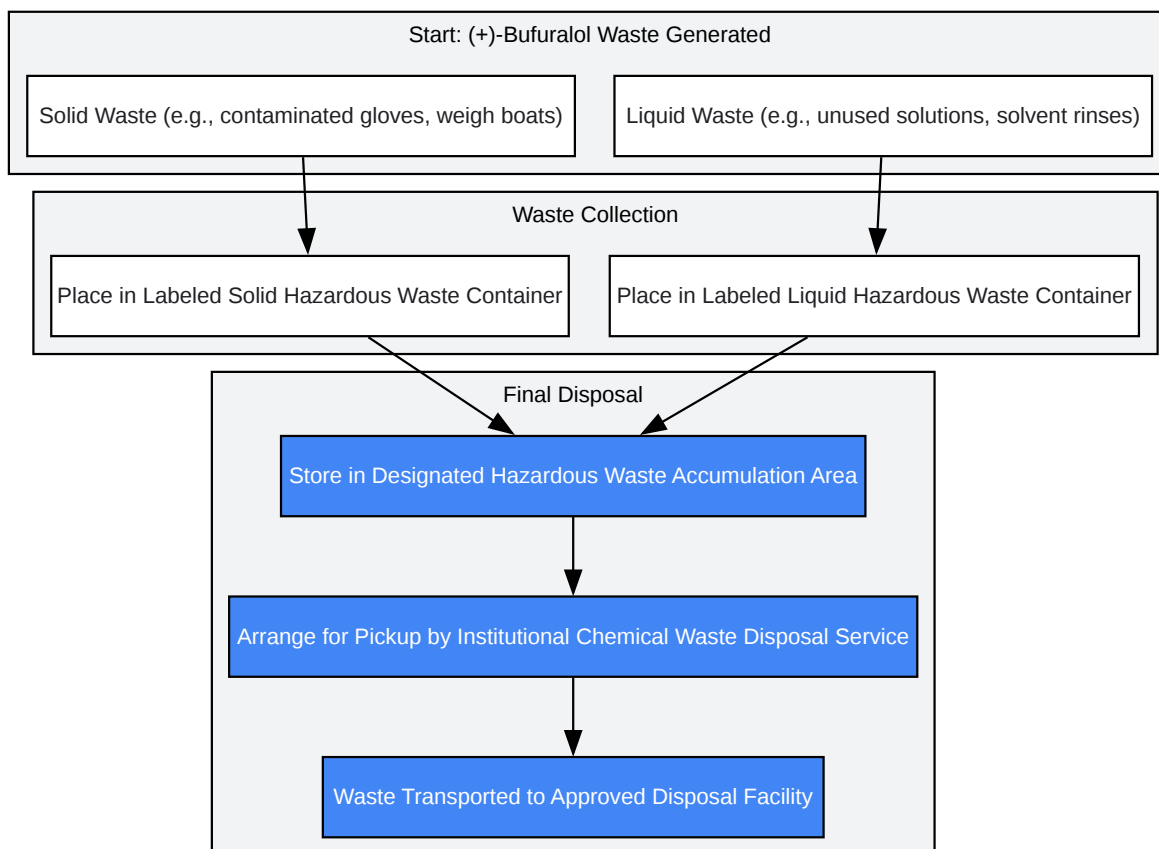 Start: (+)-Bufuralol Waste Generated
Solid Waste (e.g., contaminated gloves, weigh boats)
Liquid Waste (e.g., unused solutions, solvent rinses)
Waste Collection
Place in Labeled Solid Hazardous Waste Container
Place in Labeled Liquid Hazardous Waste Container
Final Disposal
Store in Designated Hazardous Waste Accumulation Area
Arrange for Pickup by Institutional Chemical Waste Disposal Service
Waste Transported to Approved Disposal Facility